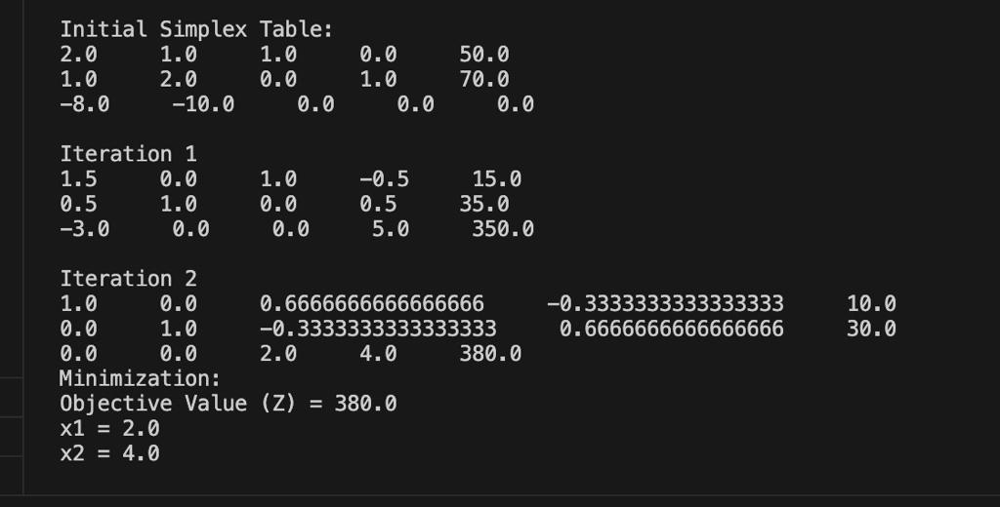 Initial Simplex Table:
2.0 1.0 1.0 0.0 50.0
1.0 2.0 0.0 1.0 70.0
-8.0 -10.0 0.0 0.0 0.0
Iteration 1
1.5 0.0 1.0 -0.5 15.0
0.5 1.0 0.0 0.5 35.0
-3.0 0.0 0.0 5.0 350.0
Iteration 2
1.0 0.0 0.6666666666666666 -0.3333333333333333 10.0
0.0 1.0 -0.3333333333333333 0.6666666666666666 30.0
0.0 0.0 2.0 4.0 380.0
Minimization:
Objective Value (Z) = 380.0
x1 = 2.0
x2 = 4.0